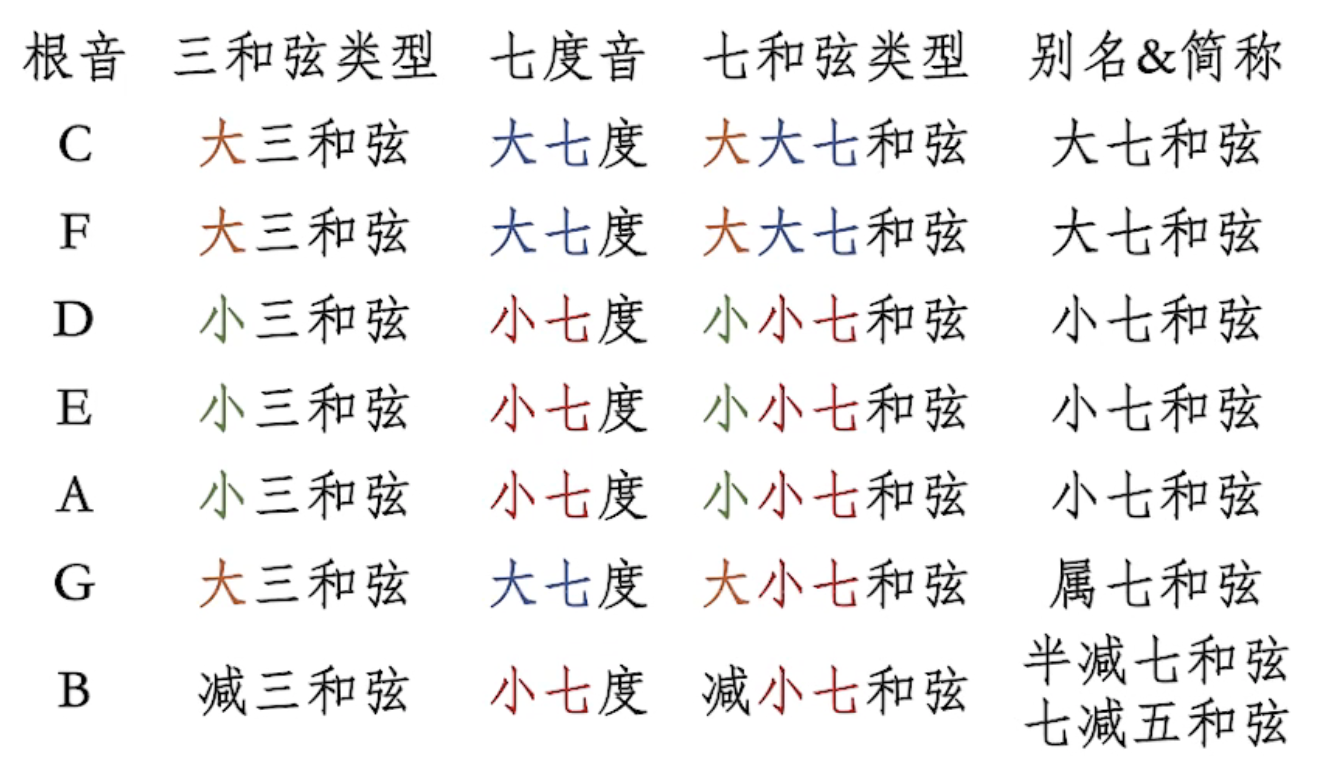 根音 三和弦类型 七度音 七和弦类型 别名&简称
C 大三和弦 大七度 大大七和弦 大七和弦
F 大三和弦 大七度 大大七和弦 大七和弦
D 小三和弦 小七度 小小七和弦 小七和弦
E 小三和弦 小七度 小小七和弦 小七和弦
A 小三和弦 小七度 小小七和弦 小七和弦
G 大三和弦 大七度 大小七和弦 属七和弦
B 减三和弦 小七度 减小七和弦 半减七和弦
七减五和弦